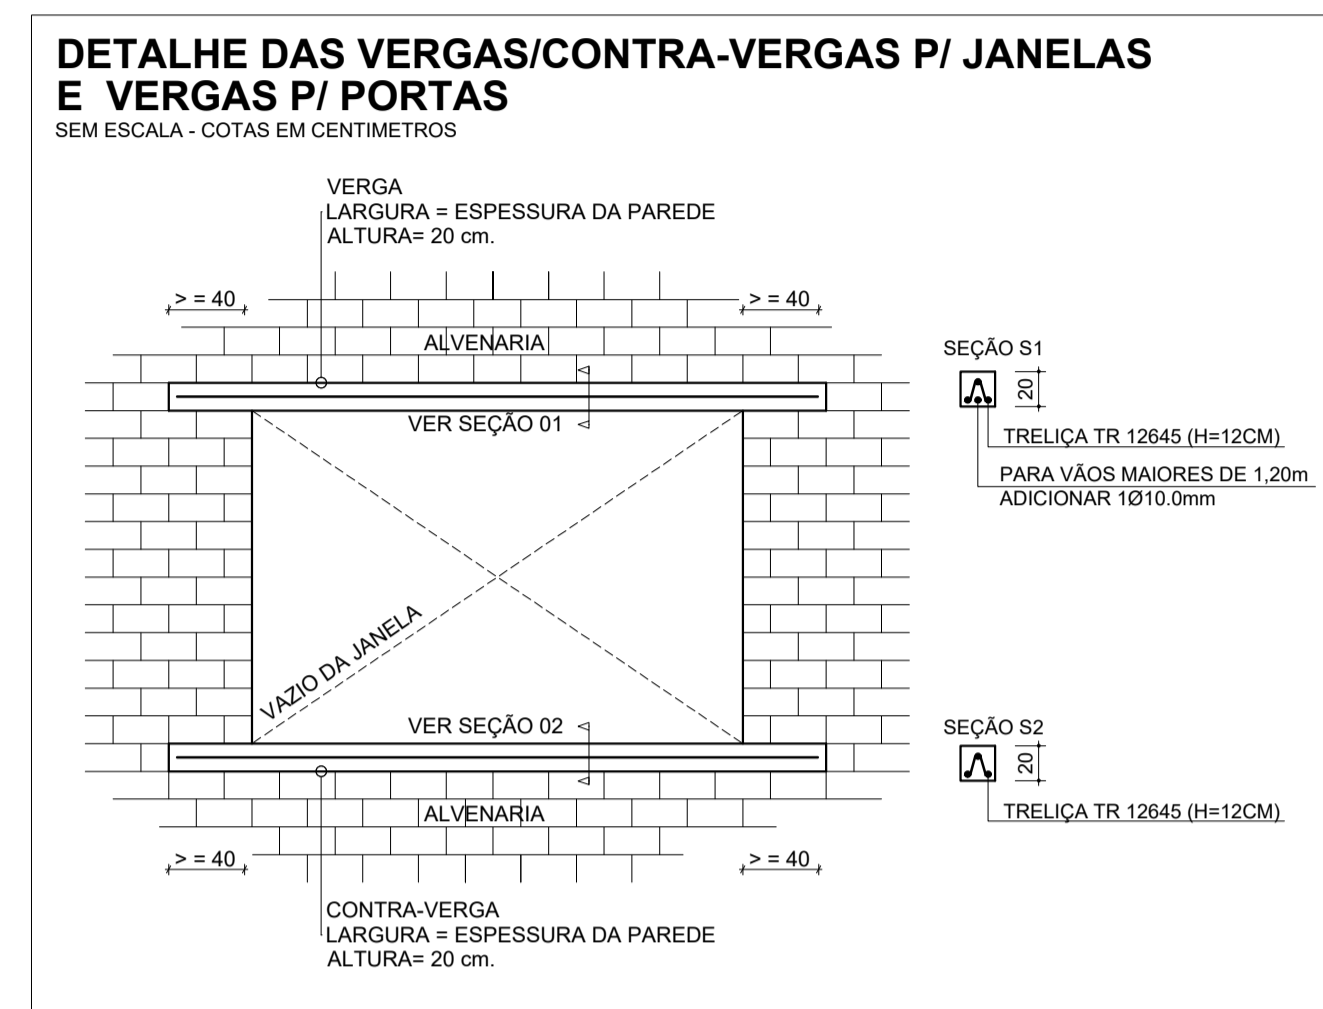 DETALHE DAS VERGAS/CONTRA-VERGAS P/ JANELAS
E VERGAS P/ PORTAS
SEM ESCALA - COTAS EM CENTIMETROS
VERGA
LARGURA = ESPESSURA DA PAREDE
ALTURA= 20 cm.
> = 40
> = 40
ALVENARIA
VER SEÇÃO 01
SEÇÃO S1
20
TRELIÇA TR 12645 (H=12CM)
PARA VÃOS MAIORES DE 1,20m
ADICIONAR 1Ø10.0mm
VAZIO DA JANELA
VER SEÇÃO 02
SEÇÃO S2
20
TRELIÇA TR 12645 (H=12CM)
ALVENARIA
> = 40
> = 40
CONTRA-VERGA
LARGURA = ESPESSURA DA PAREDE
ALTURA= 20 cm.